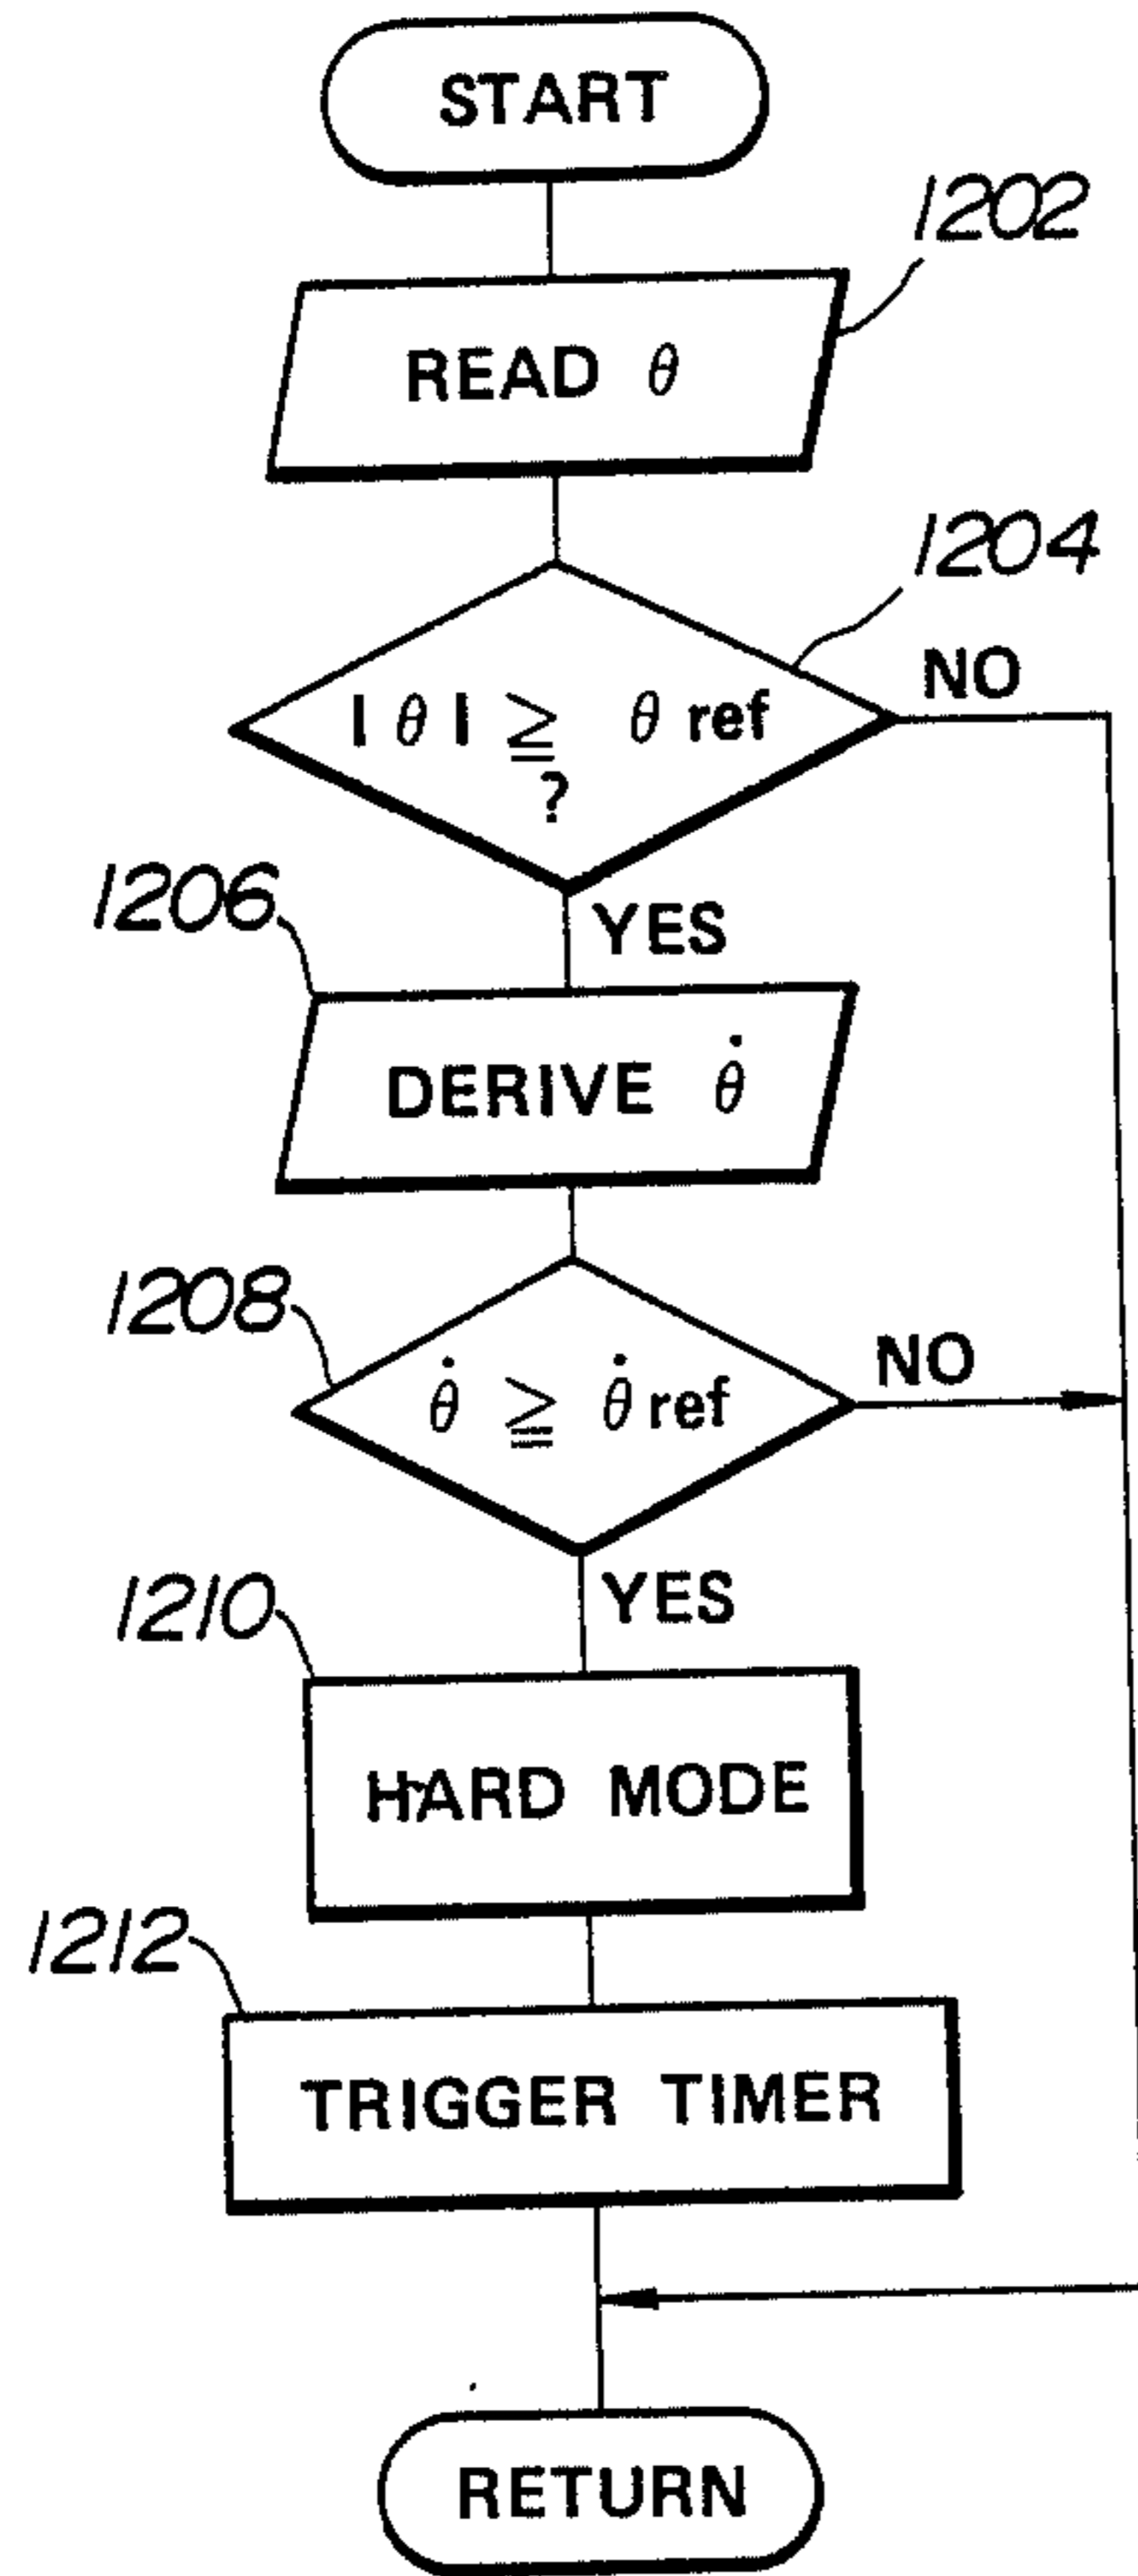 START
1202
READ θ
1204
| θ | ≧ θ ref
?
NO
YES
1206
DERIVE θ̇
1208
θ̇ ≧ θ̇ ref
NO
YES
1210
HARD MODE
1212
TRIGGER TIMER
RETURN